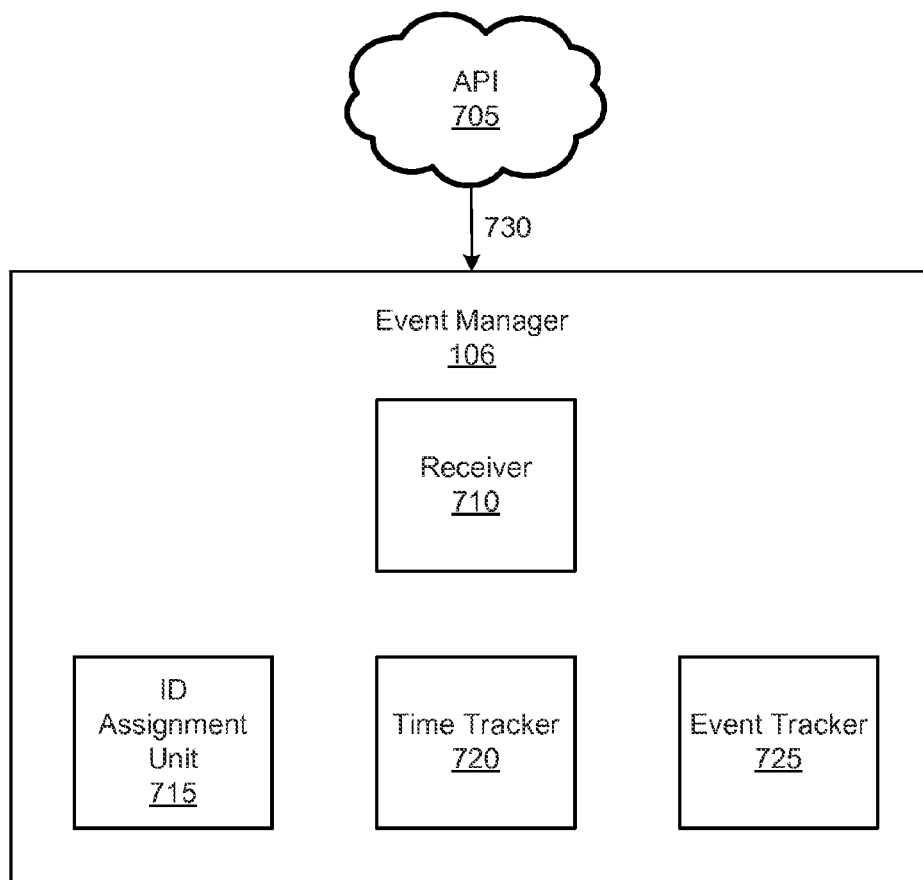 API
705
730
Event Manager
106
Receiver
710
ID
Assignment
Unit
715
Time Tracker
720
Event Tracker
725